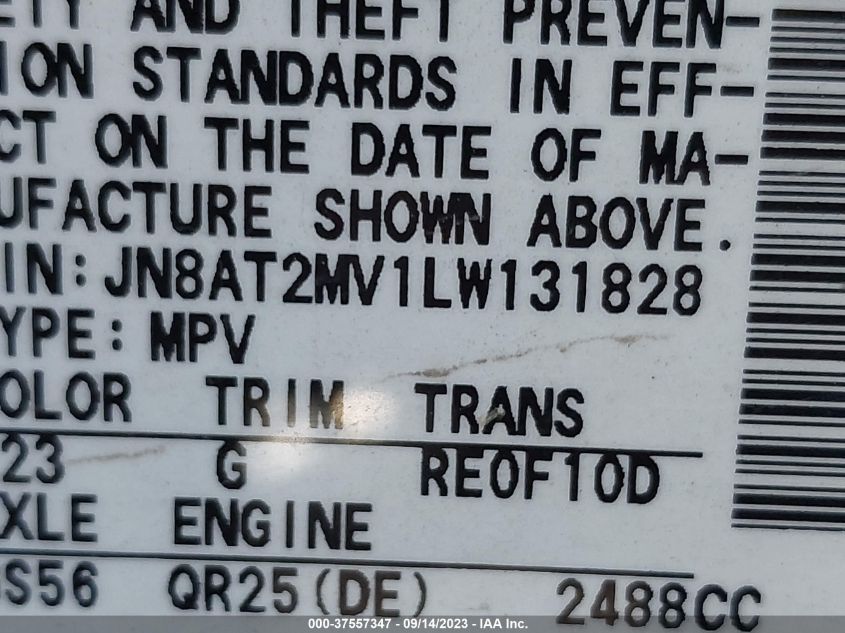 ETY AND THEFT PREVEN-
ION STANDARDS IN EFF-
CT ON THE DATE OF MA-
UFACTURE SHOWN ABOVE.
IN: JN8AT2MV1LW131828
YPE: MPV
OLOR TRIM TRANS
23 G RE0F10D
XLE ENGINE
S56 QR25(DE) 2488CC
000-37557347 - 09/14/2023 - IAA Inc.